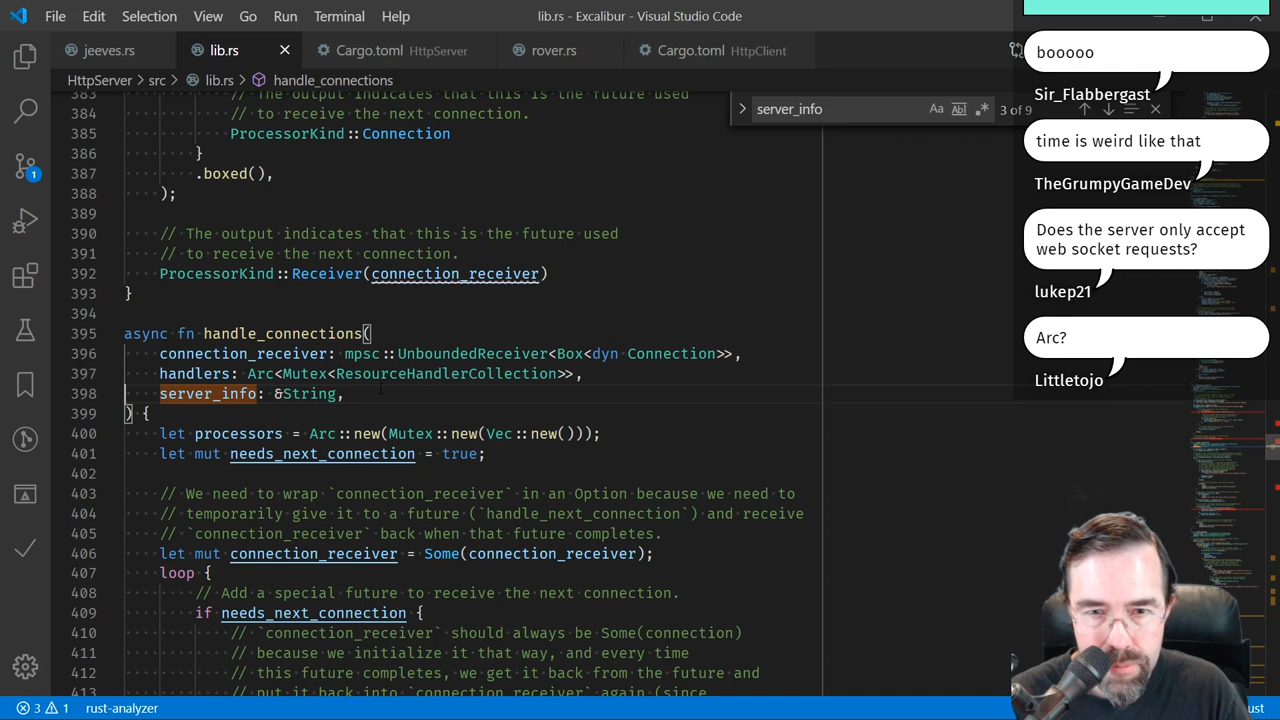 File Edit Selection View Go Run Terminal Help lib.rs - Excalibur - Visual Studio Code
jeeves.rs lib.rs Cargo.toml HttpServer rover.rs Cargo.toml HttpClient
HttpServer > src > lib.rs > handle_connections
server_info Aa ab 3 of 9
383 // The output indicates that this is the future used
384 // to receive the next connection.
385 ProcessorKind::Connection
386 }
387 .boxed(),
388 );
389
390 // The output indicates that this is the future used
391 // to receive the next connection.
392 ProcessorKind::Receiver(connection_receiver)
393 }
394
395 async fn handle_connections(
396 connection_receiver: mpsc::UnboundedReceiver<Box<dyn Connection>>,
397 handlers: Arc<Mutex<ResourceHandlerCollection>>,
398 server_info: &String,
399 ) {
400 let processors = Arc::new(Mutex::new(Vec::new()));
401 let mut needs_next_connection = true;
402
403 // We need to wrap `connection_receiver` in an Option because we need to
404 // temporarily give it to a future (`handle_next_connection`) and receive
405 // `connection_receiver` back when that future completes.
406 let mut connection_receiver = Some(connection_receiver);
407 loop {
408 // Add a special future to receive the next connection.
409 if needs_next_connection {
410 // `connection_receiver` should always be Some(connection)
411 // because we initialize it that way, and every time
412 // this future completes, we get it back from the future and
413 // put it back into `connection_receiver` again (since
booooo
Sir_Flabbergast
time is weird like that
TheGrumpyGameDev
Does the server only accept
web socket requests?
lukep21
Arc?
Littletojo
1
3 1 rust-analyzer